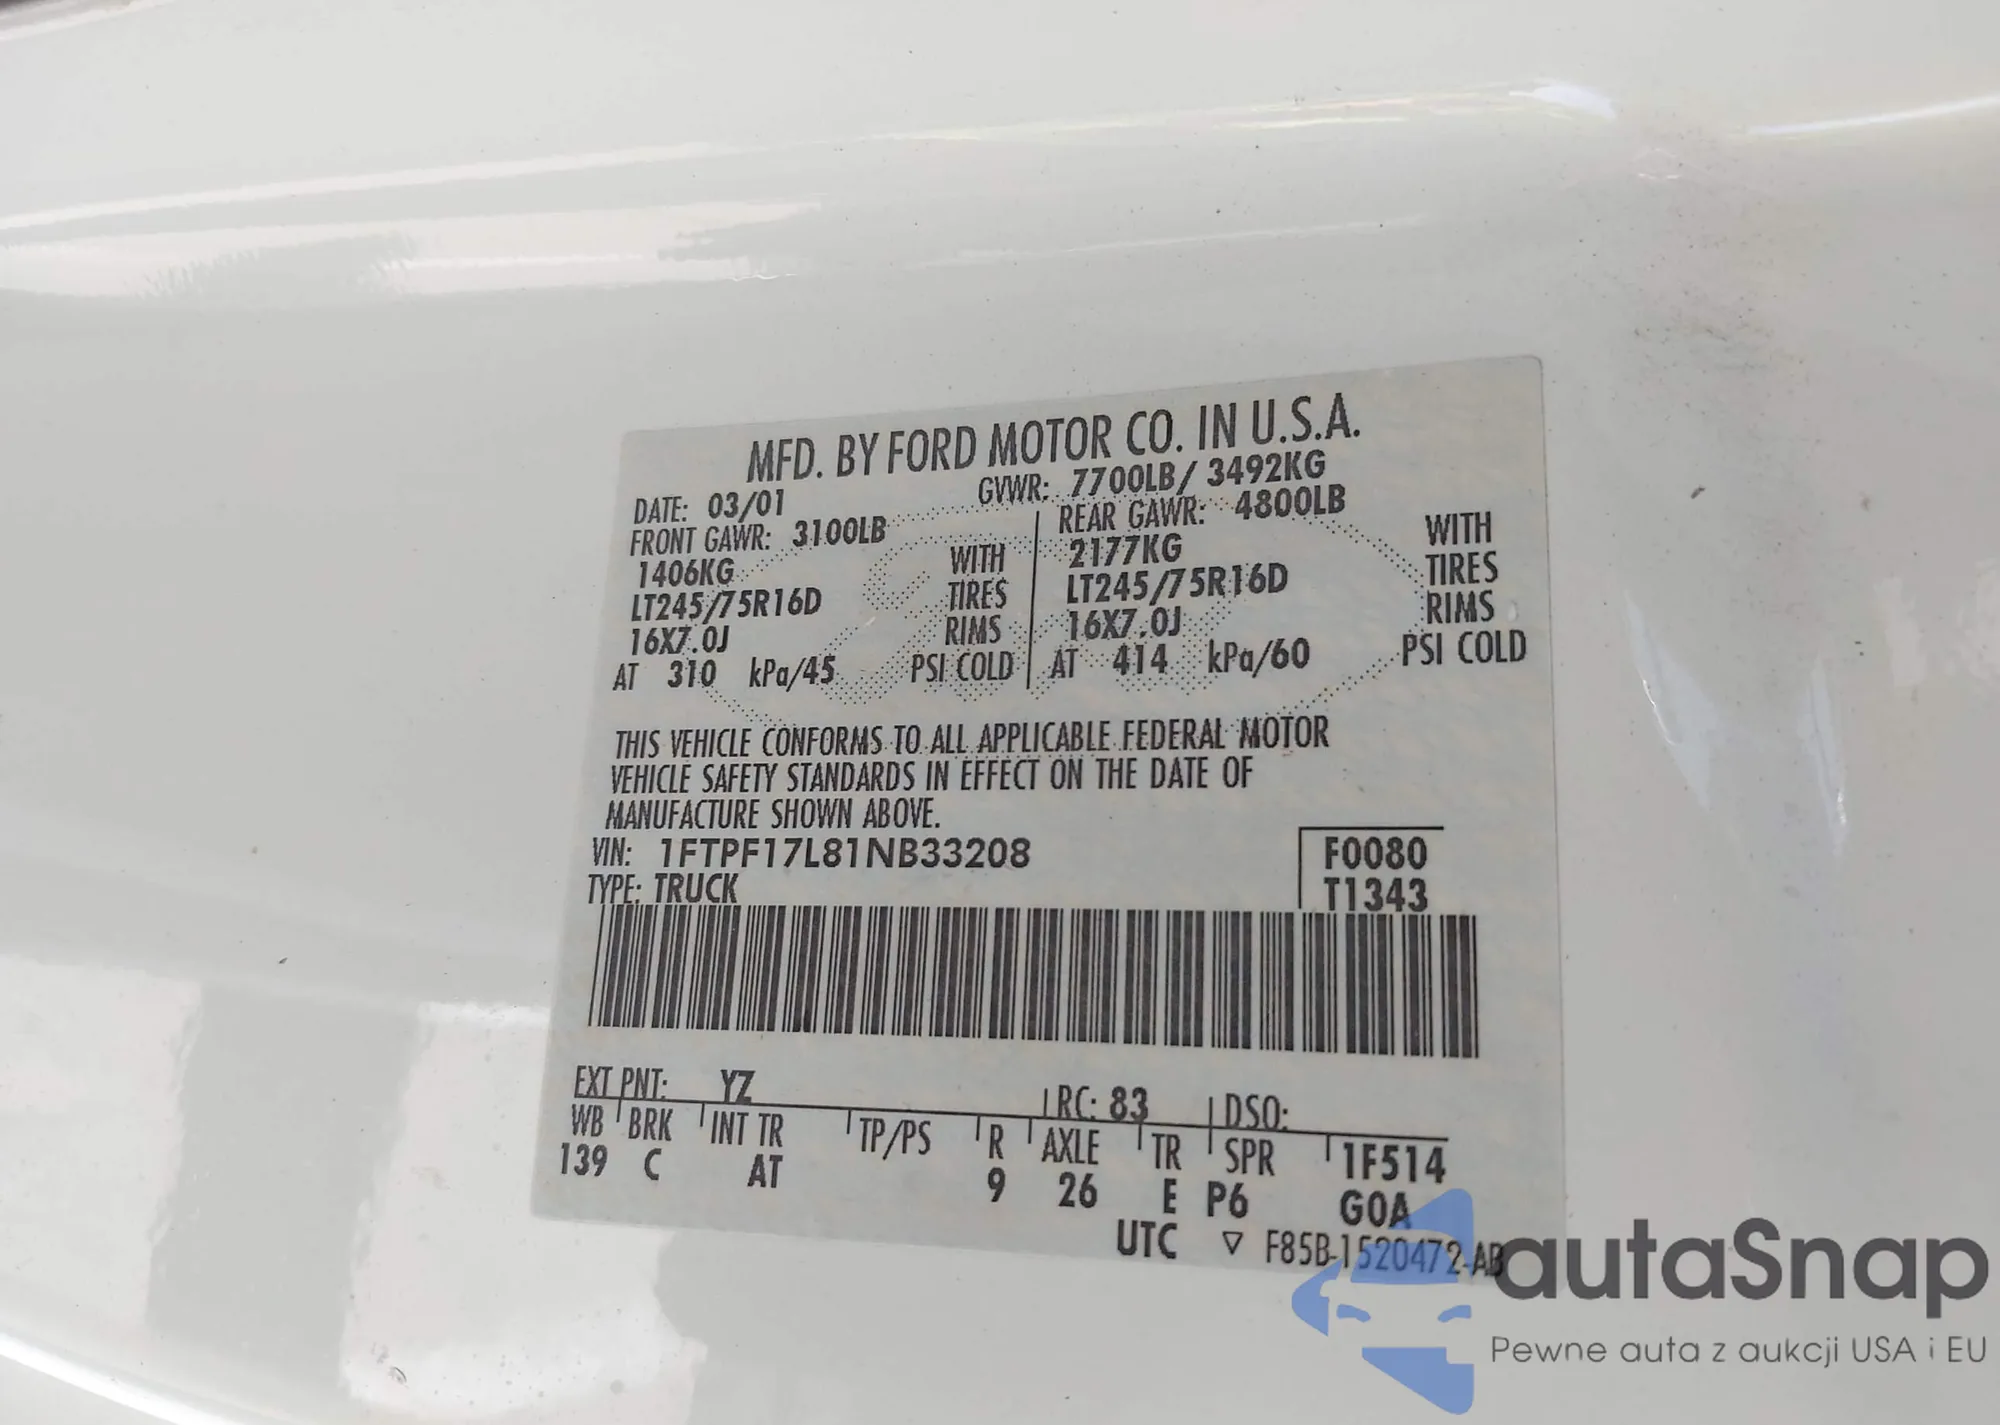 MFD. BY FORD MOTOR CO. IN U.S.A.
DATE: 03/01 GVWR: 7700LB/ 3492KG
FRONT GAWR: 3100LB REAR GAWR: 4800LB
1406KG WITH 2177KG WITH
LT245/75R16D TIRES LT245/75R16D TIRES
16X7.0J RIMS 16X7.0J RIMS
AT 310 kPa/45 PSI COLD AT 414 kPa/60 PSI COLD
THIS VEHICLE CONFORMS TO ALL APPLICABLE FEDERAL MOTOR
VEHICLE SAFETY STANDARDS IN EFFECT ON THE DATE OF
MANUFACTURE SHOWN ABOVE.
VIN: 1FTPF17L81NB33208 F0080
TYPE: TRUCK T1343
EXT PNT: YZ RC: 83 DSO:
WB BRK INT TR TP/PS R AXLE TR SPR 1F514
139 C AT 9 26 E P6 G0A
UTC ▽ F85B-1520472-AB
autaSnap
Pewne auta z aukcji USA i EU